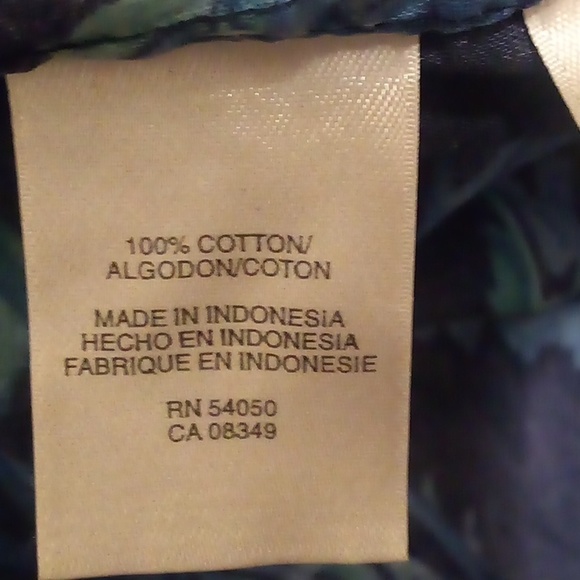 100% COTTON/
ALGODON/COTON
MADE IN INDONESIA
HECHO EN INDONESIA
FABRIQUE EN INDONESIE
RN 54050
CA 08349